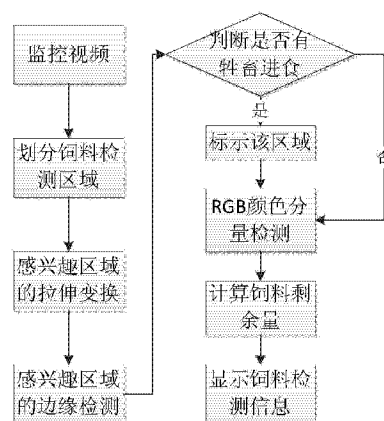 监控视频
划分饲料检
测区域
感兴趣区域
的拉伸变换
感兴趣区域
的边缘检测
判断是否有
牲畜进食
是
否
标示该区域
RGB颜色分
量检测
计算饲料剩
余量
显示饲料检
测信息